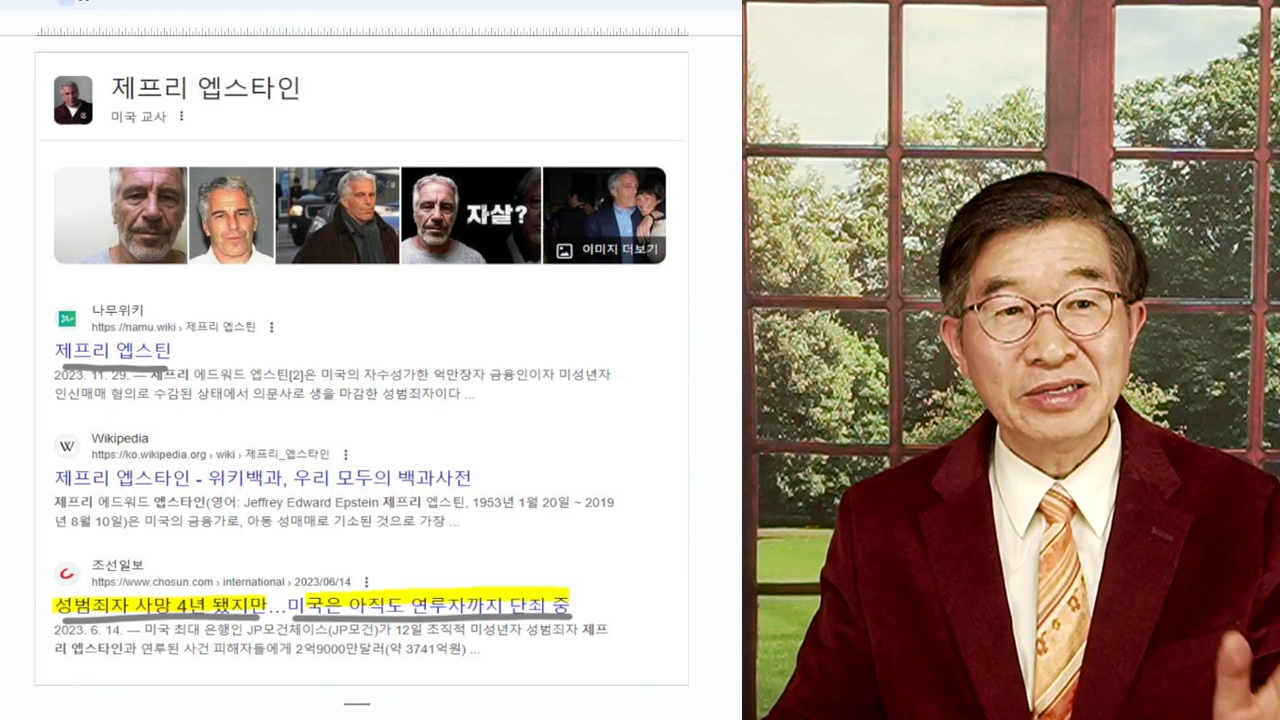 제프리 엡스타인
미국 교사
자살?
이미지 더보기
나무위키
https://namu.wiki › 제프리 엡스틴
제프리 엡스틴
2023. 11. 29. — 제프리 에드워드 엡스틴[2]은 미국의 자수성가한 억만장자 금융인이자 미성년자
인신매매 혐의로 수감된 상태에서 의문사로 생을 마감한 성범죄자이다 ...
W
Wikipedia
https://ko.wikipedia.org › wiki › 제프리_엡스타인
제프리 엡스타인 - 위키백과, 우리 모두의 백과사전
제프리 에드워드 엡스타인(영어: Jeffrey Edward Epstein 제프리 엡스틴, 1953년 1월 20일 ~ 2019
년 8월 10일)은 미국의 금융가로, 아동 성매매로 기소된 것으로 가장 ...
조선일보
https://www.chosun.com › international › 2023/06/14
성범죄자 사망 4년 됐지만...미국은 아직도 연루자까지 단죄 중
2023. 6. 14. — 미국 최대 은행인 JP모건체이스(JP모건)가 12일 조직적 미성년자 성범죄자 제프
리 엡스타인과 연루된 사건 피해자들에게 2억9000만달러(약 3741억원) ...